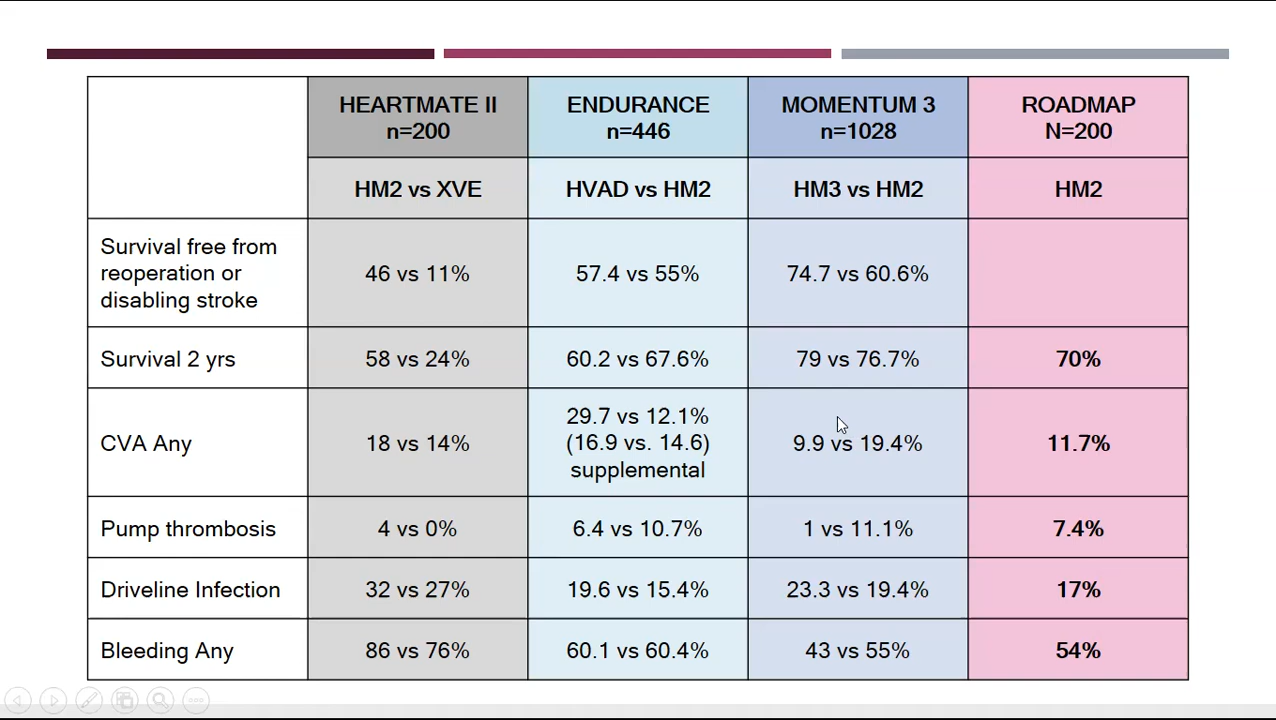 HEARTMATE II
n=200
ENDURANCE
n=446
MOMENTUM 3
n=1028
ROADMAP
N=200
HM2 vs XVE
HVAD vs HM2
HM3 vs HM2
HM2
Survival free from
reoperation or
disabling stroke
46 vs 11%
57.4 vs 55%
74.7 vs 60.6%
Survival 2 yrs
58 vs 24%
60.2 vs 67.6%
79 vs 76.7%
70%
CVA Any
18 vs 14%
29.7 vs 12.1%
(16.9 vs. 14.6)
supplemental
9.9 vs 19.4%
11.7%
Pump thrombosis
4 vs 0%
6.4 vs 10.7%
1 vs 11.1%
7.4%
Driveline Infection
32 vs 27%
19.6 vs 15.4%
23.3 vs 19.4%
17%
Bleeding Any
86 vs 76%
60.1 vs 60.4%
43 vs 55%
54%